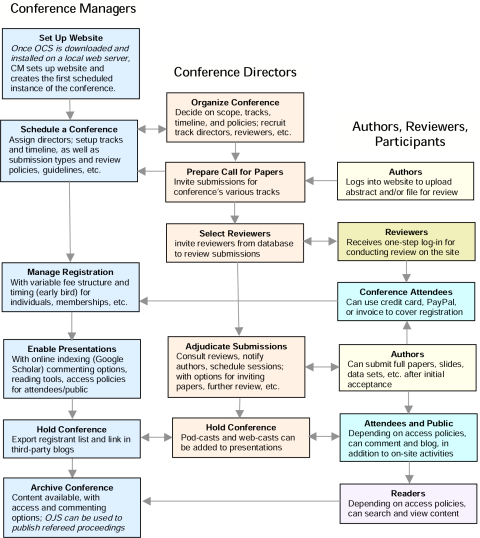 Conference Managers
Set Up Website
Once OCS is downloaded and
installed on a local web server,
CM sets up website and
creates the first scheduled
instance of the conference.
Schedule a Conference
Assign directors; setup tracks
and timeline, as well as
submission types and review
policies, guidelines, etc.
Manage Registration
With variable fee structure and
timing (early bird) for
individuals, memberships, etc.
Enable Presentations
With online indexing (Google
Scholar) commenting options,
reading tools, access policies for
attendees/public
Hold Conference
Export registrant list and link in
third-party blogs
Archive Conference
Content available, with
access and commenting
options; OJS can be used to
publish refereed proceedings
Conference Directors
Organize Conference
Decide on scope, tracks,
timeline, and policies; recruit
track directors, reviewers, etc.
Prepare Call for Papers
Invite submissions for
conference's various tracks
Select Reviewers
invite reviewers from database
to review submissions
Adjudicate Submissions
Consult reviews, notify
authors, schedule sessions;
with options for inviting
papers, further review, etc.
Hold Conference
Pod-casts and web-casts can
be added to presentations
Authors, Reviewers,
Participants
Authors
Logs into website to upload
abstract and/or file for review
Reviewers
Receives one-step log-in for
conducting review on the site
Conference Attendees
Can use credit card, PayPal,
or invoice to cover registration
Authors
Can submit full papers, slides,
data sets, etc. after initial
acceptance
Attendees and Public
Depending on access policies,
can comment and blog, in
addition to on-site activities
Readers
Depending on access policies,
can search and view content